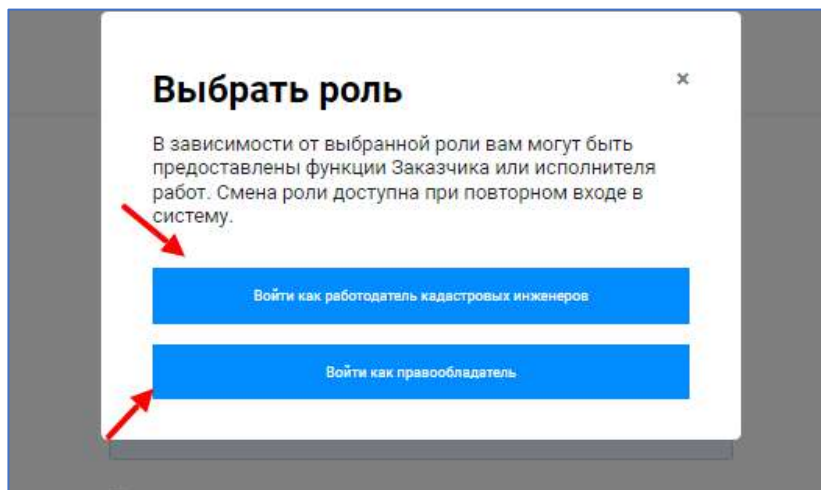 Выбрать роль
×
В зависимости от выбранной роли вам могут быть
предоставлены функции Заказчика или исполнителя
работ. Смена роли доступна при повторном входе в
систему.
Войти как работодатель кадастровых инженеров
Войти как правообладатель